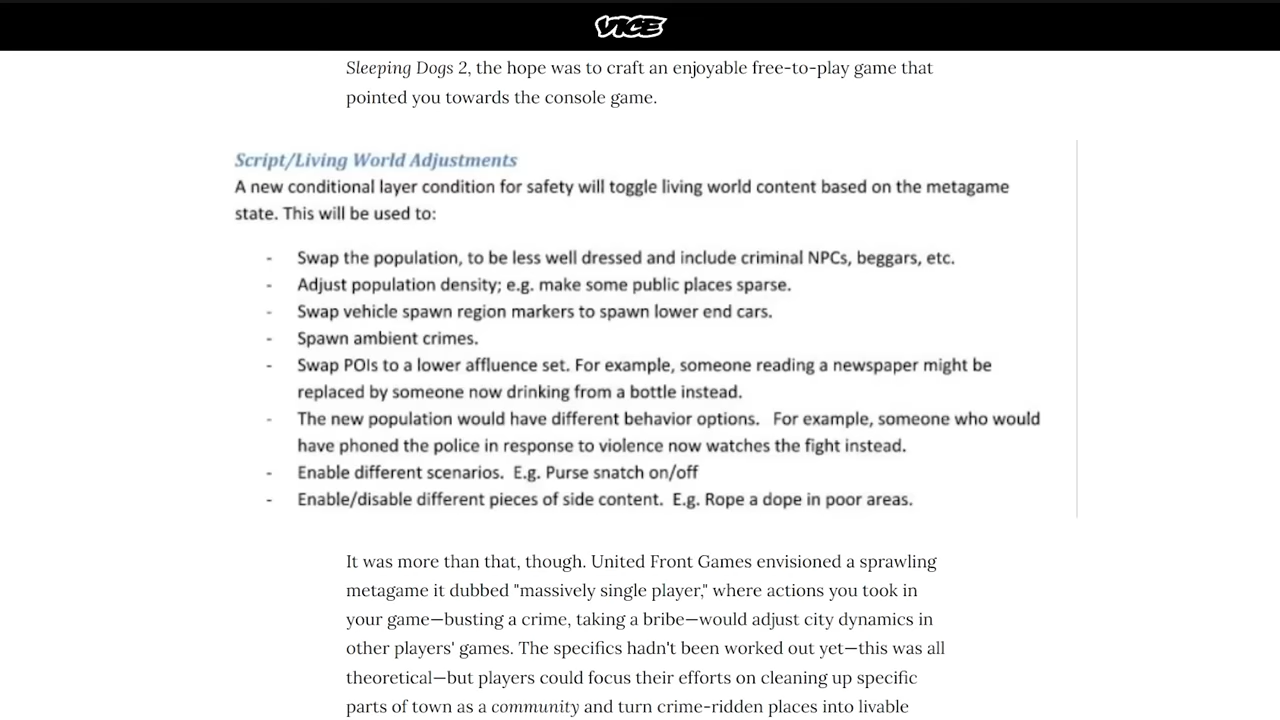 VICE
Sleeping Dogs 2, the hope was to craft an enjoyable free-to-play game that
pointed you towards the console game.
Script/Living World Adjustments
A new conditional layer condition for safety will toggle living world content based on the metagame
state. This will be used to:
- Swap the population, to be less well dressed and include criminal NPCs, beggars, etc.
- Adjust population density; e.g. make some public places sparse.
- Swap vehicle spawn region markers to spawn lower end cars.
- Spawn ambient crimes.
- Swap POIs to a lower affluence set. For example, someone reading a newspaper might be
replaced by someone now drinking from a bottle instead.
- The new population would have different behavior options. For example, someone who would
have phoned the police in response to violence now watches the fight instead.
- Enable different scenarios. E.g. Purse snatch on/off
- Enable/disable different pieces of side content. E.g. Rope a dope in poor areas.
It was more than that, though. United Front Games envisioned a sprawling
metagame it dubbed "massively single player," where actions you took in
your game—busting a crime, taking a bribe—would adjust city dynamics in
other players' games. The specifics hadn't been worked out yet—this was all
theoretical—but players could focus their efforts on cleaning up specific
parts of town as a community and turn crime-ridden places into livable